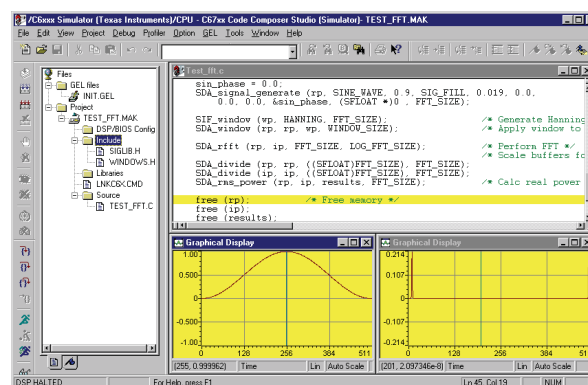 /C6xxx Simulator (Texas Instruments)/CPU - C67xx Code Composer Studio (Simulator)- TEST_FFT.MAK
File Edit View Project Debug Profiler Option GEL Tools Window Help
Files
GEL files
INIT.GEL
Project
TEST_FFT.MAK
DSP/BIOS Config
Include
SIGLIB.H
WINDOWS.H
Libraries
LNKC6X.CMD
Source
TEST_FFT.C
Test_fft.c
sin_phase = 0.0;
SDA_signal_generate (rp, SINE_WAVE, 0.9, SIG_FILL, 0.019, 0.0,
0.0, 0.0, &sin_phase, (SFLOAT *)0 , FFT_SIZE);
SIF_window (wp, HANNING, FFT_SIZE); /* Generate Hanning
SDA_window (rp, rp, wp, WINDOW_SIZE); /* Apply window to
SDA_rfft (rp, ip, FFT_SIZE, LOG_FFT_SIZE); /* Perform FFT */
/* Scale buffers fo
SDA_divide (rp, rp, ((SFLOAT)FFT_SIZE), FFT_SIZE);
SDA_divide (ip, ip, ((SFLOAT)FFT_SIZE), FFT_SIZE);
SDA_rms_power (rp, ip, results, FFT_SIZE); /* Calc real power
free (rp); /* Free memory */
free (ip);
free (results);
Graphical Display
1.00
0.500
0
-0.500
-1.00
0 128 256 384 511
(255, 0.999962) Time Lin Auto Scale
Graphical Display
0.214
0.107
0
-0.107
-0.214
0 128 256 384 51
(201, 2.097346e-8) Time Lin Auto Scale
DSP HALTED For Help, press F1 Ln 45, Col 19 NUM